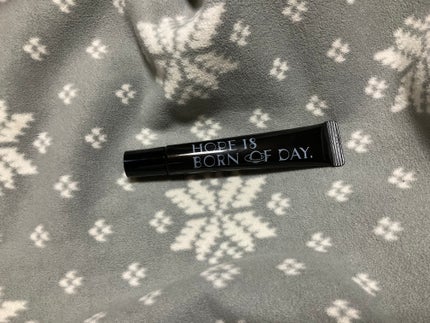 HOPE IS
BORN OF DAY.